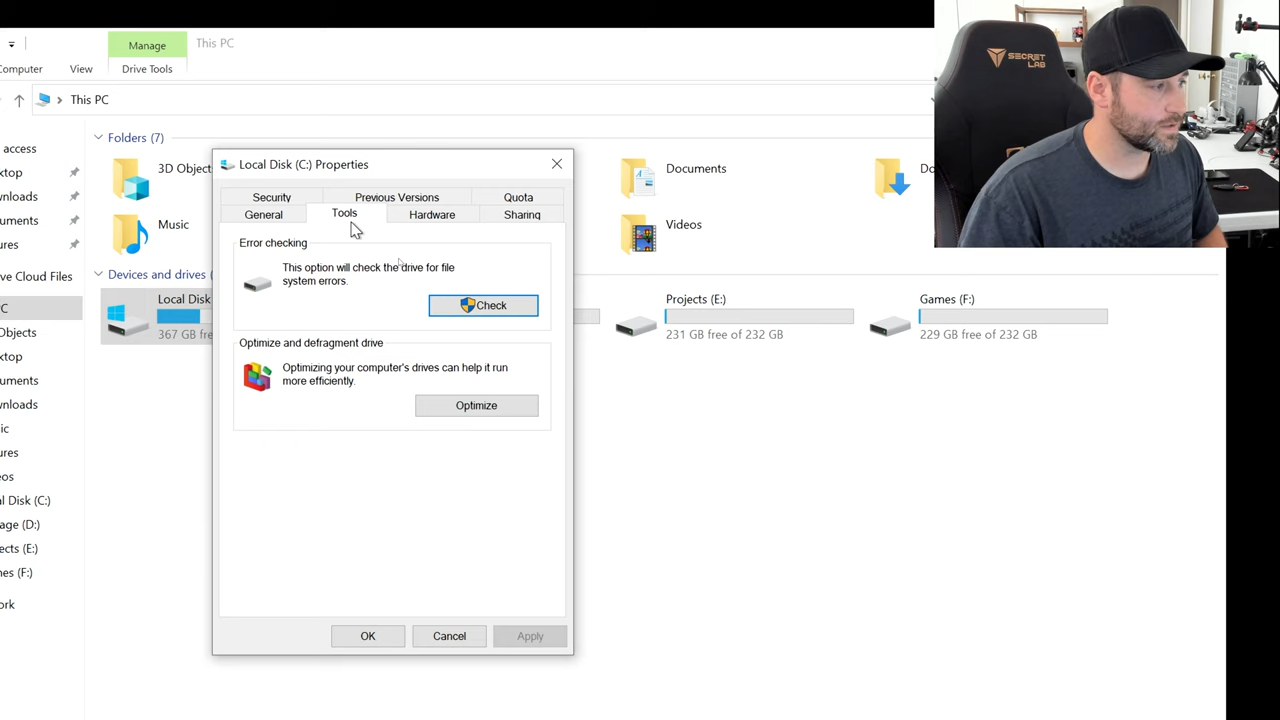 Manage
This PC
SECRET
LAB
Computer
View
Drive Tools
This PC
access
ktop
wnloads
uments
ures
ve Cloud Files
C
Objects
ktop
uments
wnloads
ic
ures
eos
al Disk (C:)
age (D:)
ects (E:)
nes (F:)
ork
Folders (7)
3D Object
Documents
Do
Music
Videos
Devices and drives (
Local Disk
367 GB fre
Projects (E:)
231 GB free of 232 GB
Games (F:)
229 GB free of 232 GB
Local Disk (C:) Properties
Security
Previous Versions
Quota
General
Tools
Hardware
Sharing
Error checking
This option will check the drive for file
system errors.
Check
Optimize and defragment drive
Optimizing your computer's drives can help it run
more efficiently.
Optimize
OK
Cancel
Apply